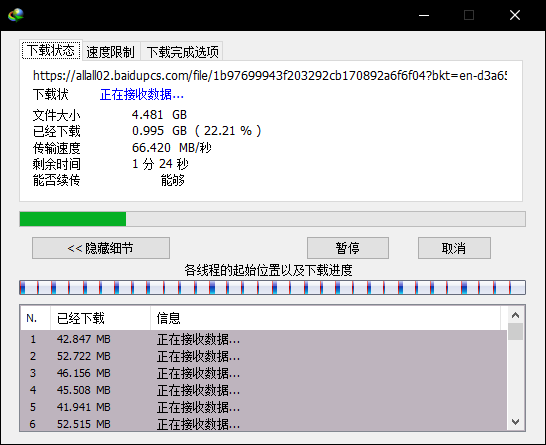 下载状态 速度限制 下载完成选项
https://allall02.baidupcs.com/file/1b97699943f203292cb170892a6f6f04?bkt=en-d3a65
下载状 正在接收数据...
文件大小 4.481 GB
已经下载 0.995 GB ( 22.21 % )
传输速度 66.420 MB/秒
剩余时间 1 分 24 秒
能否续传 能够
<< 隐藏细节 暂停 取消
各线程的起始位置以及下载进度
N. 已经下载 信息
1 42.847 MB 正在接收数据...
2 52.722 MB 正在接收数据...
3 46.156 MB 正在接收数据...
4 45.508 MB 正在接收数据...
5 41.941 MB 正在接收数据...
6 52.515 MB 正在接收数据...